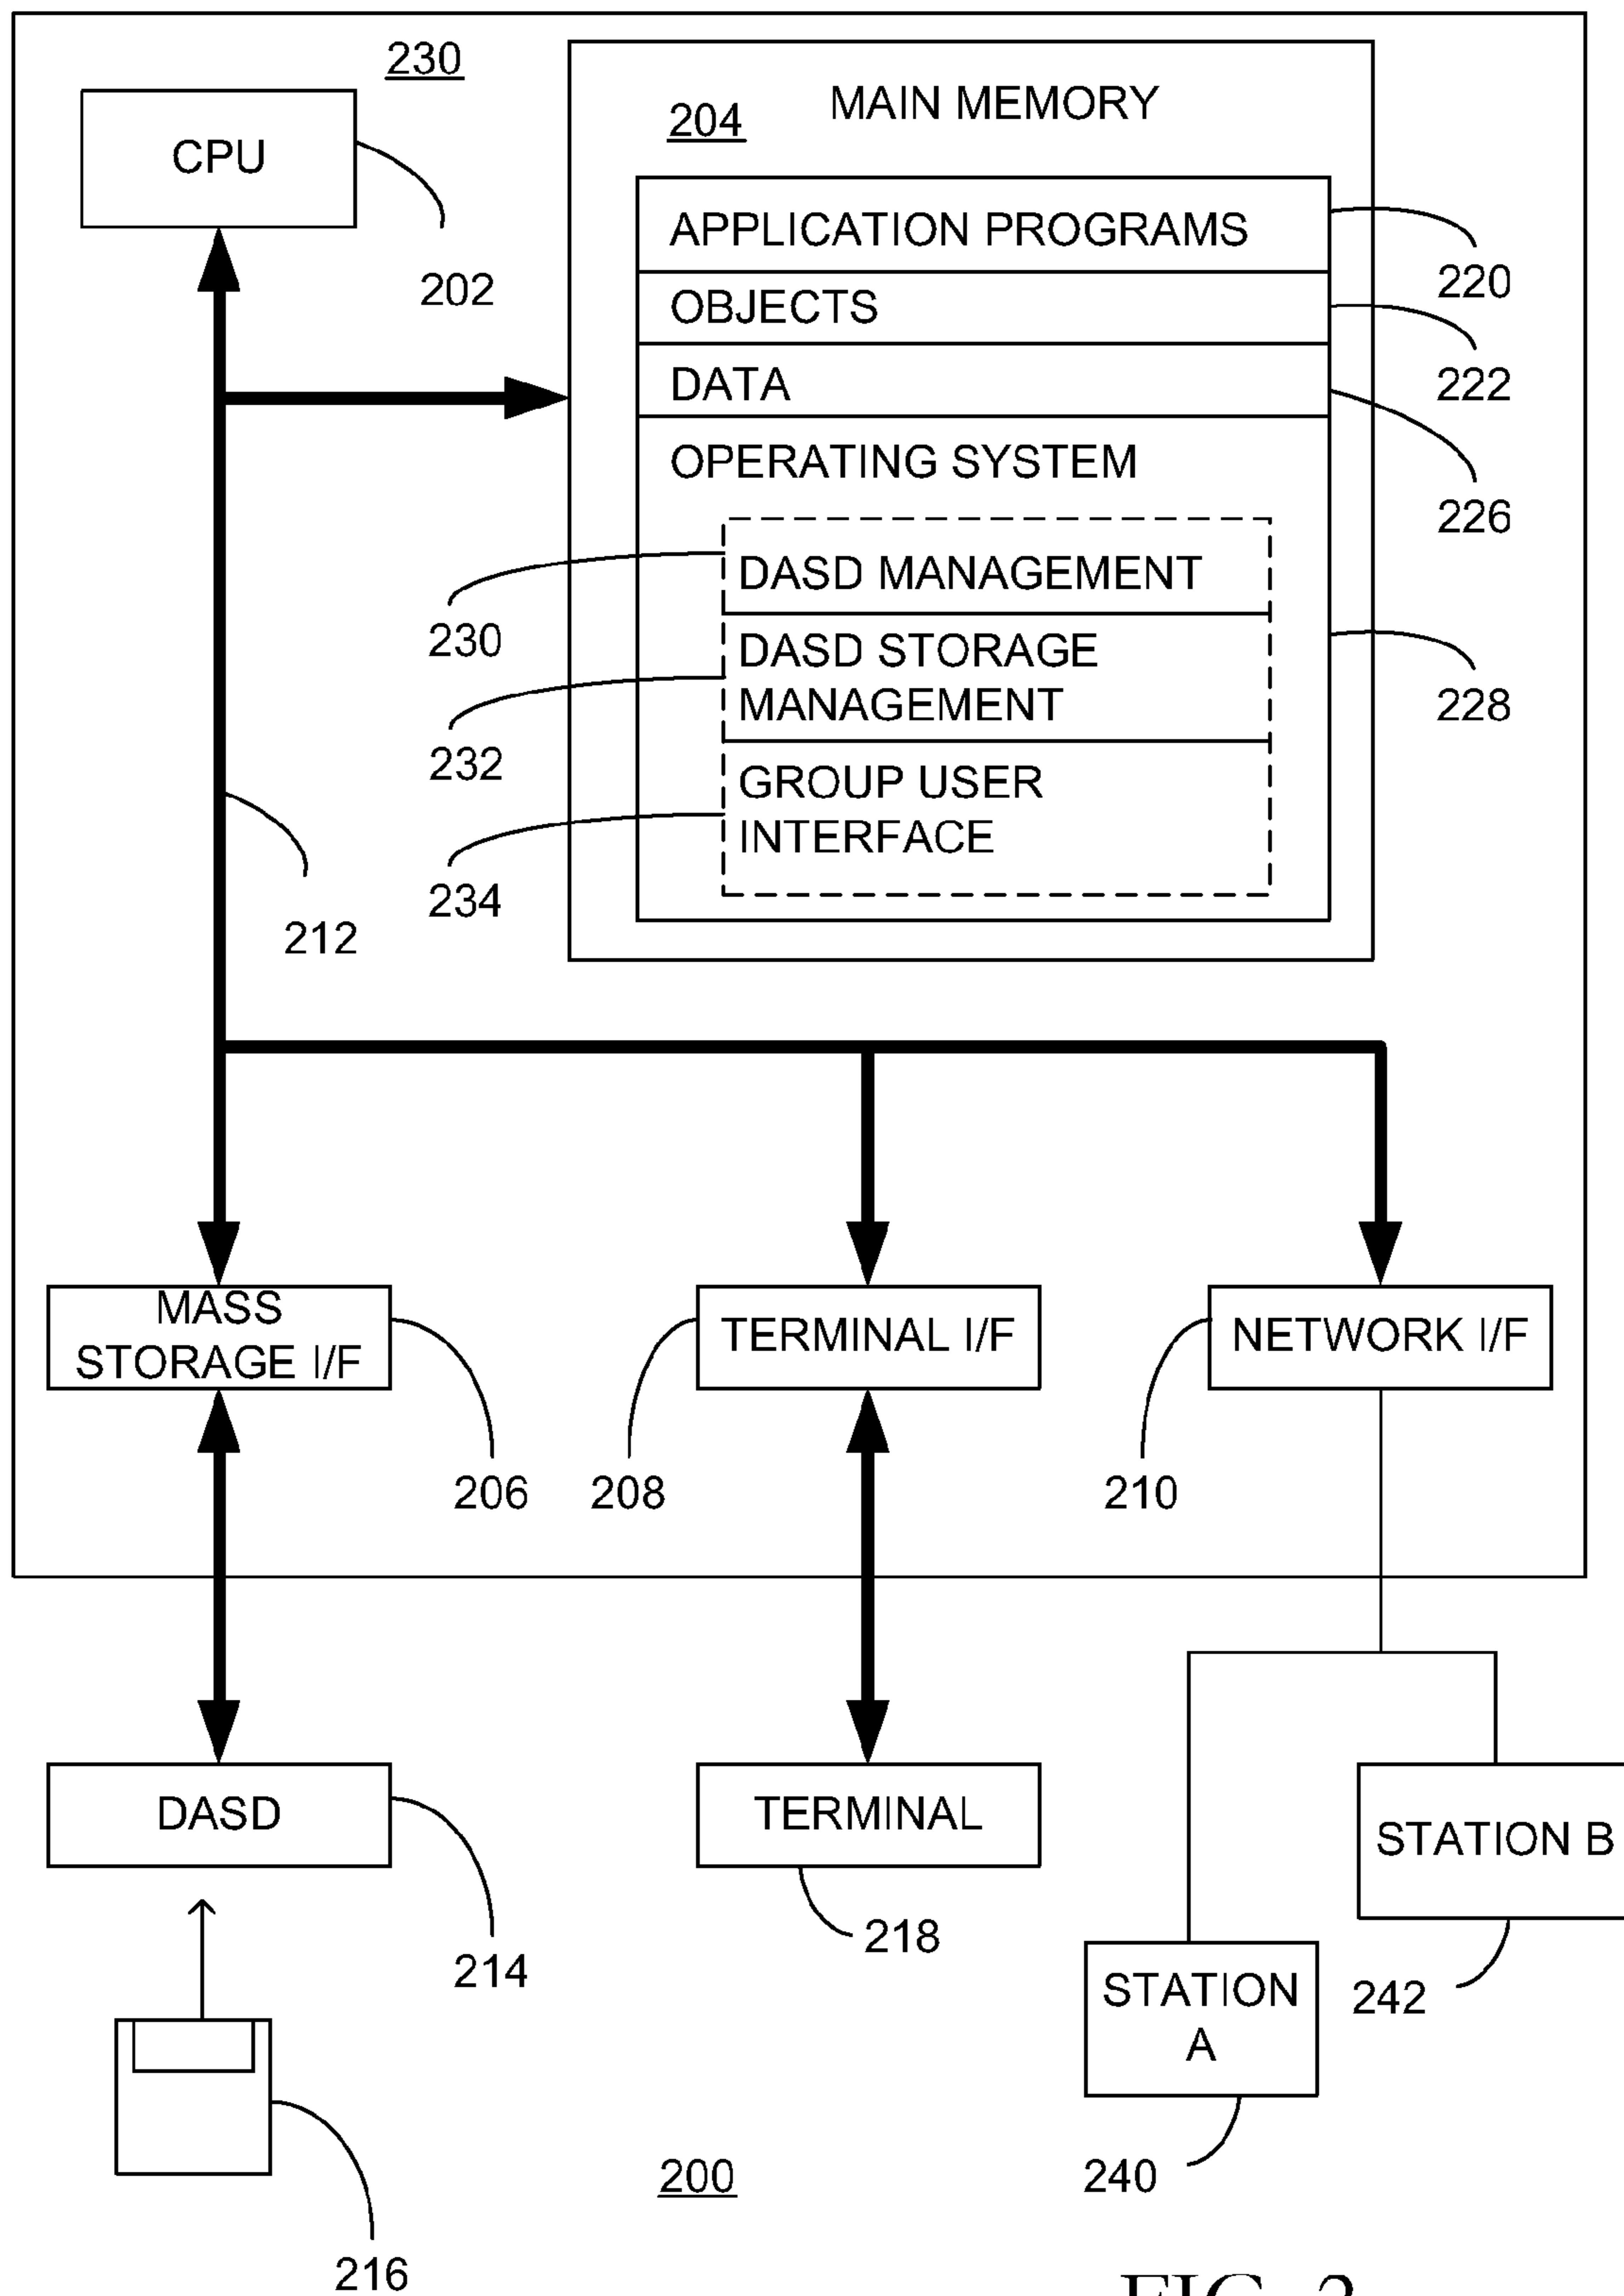 230
CPU
202
204
MAIN MEMORY
APPLICATION PROGRAMS
220
OBJECTS
222
DATA
226
OPERATING SYSTEM
DASD MANAGEMENT
230
DASD STORAGE
MANAGEMENT
232
228
GROUP USER
INTERFACE
234
212
MASS
STORAGE I/F
TERMINAL I/F
NETWORK I/F
206
208
210
DASD
TERMINAL
STATION B
214
218
STATION
A
242
240
200
216
FIG. 2